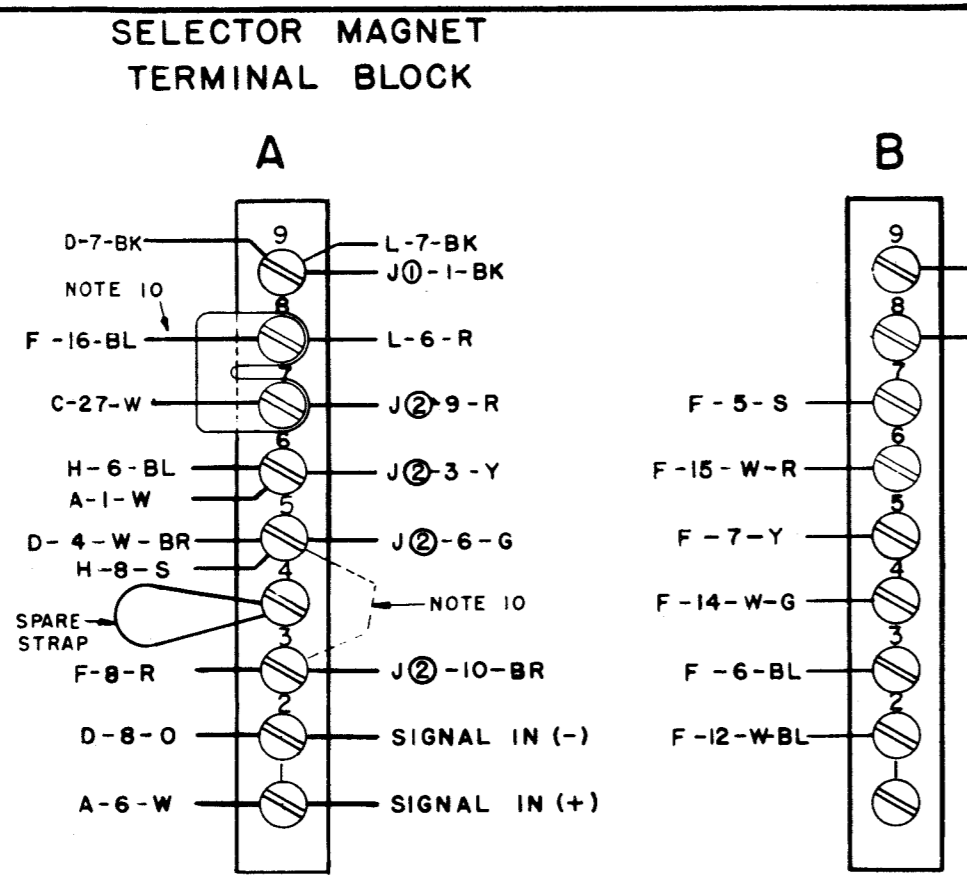 SELECTOR MAGNET
TERMINAL BLOCK
A
9
D-7-BK
L-7-BK
J①-1-BK
NOTE 10
8
F-16-BL
L-6-R
7
C-27-W
J②-9-R
6
H-6-BL
J②-3-Y
A-1-W
5
D-4-W-BR
J②-6-G
H-8-S
4
NOTE 10
SPARE
STRAP
3
F-8-R
J②-10-BR
2
D-8-O
SIGNAL IN (-)
1
A-6-W
SIGNAL IN (+)
B
9
8
7
F-5-S
6
F-15-W-R
5
F-7-Y
4
F-14-W-G
3
F-6-BL
2
F-12-W-BL
1